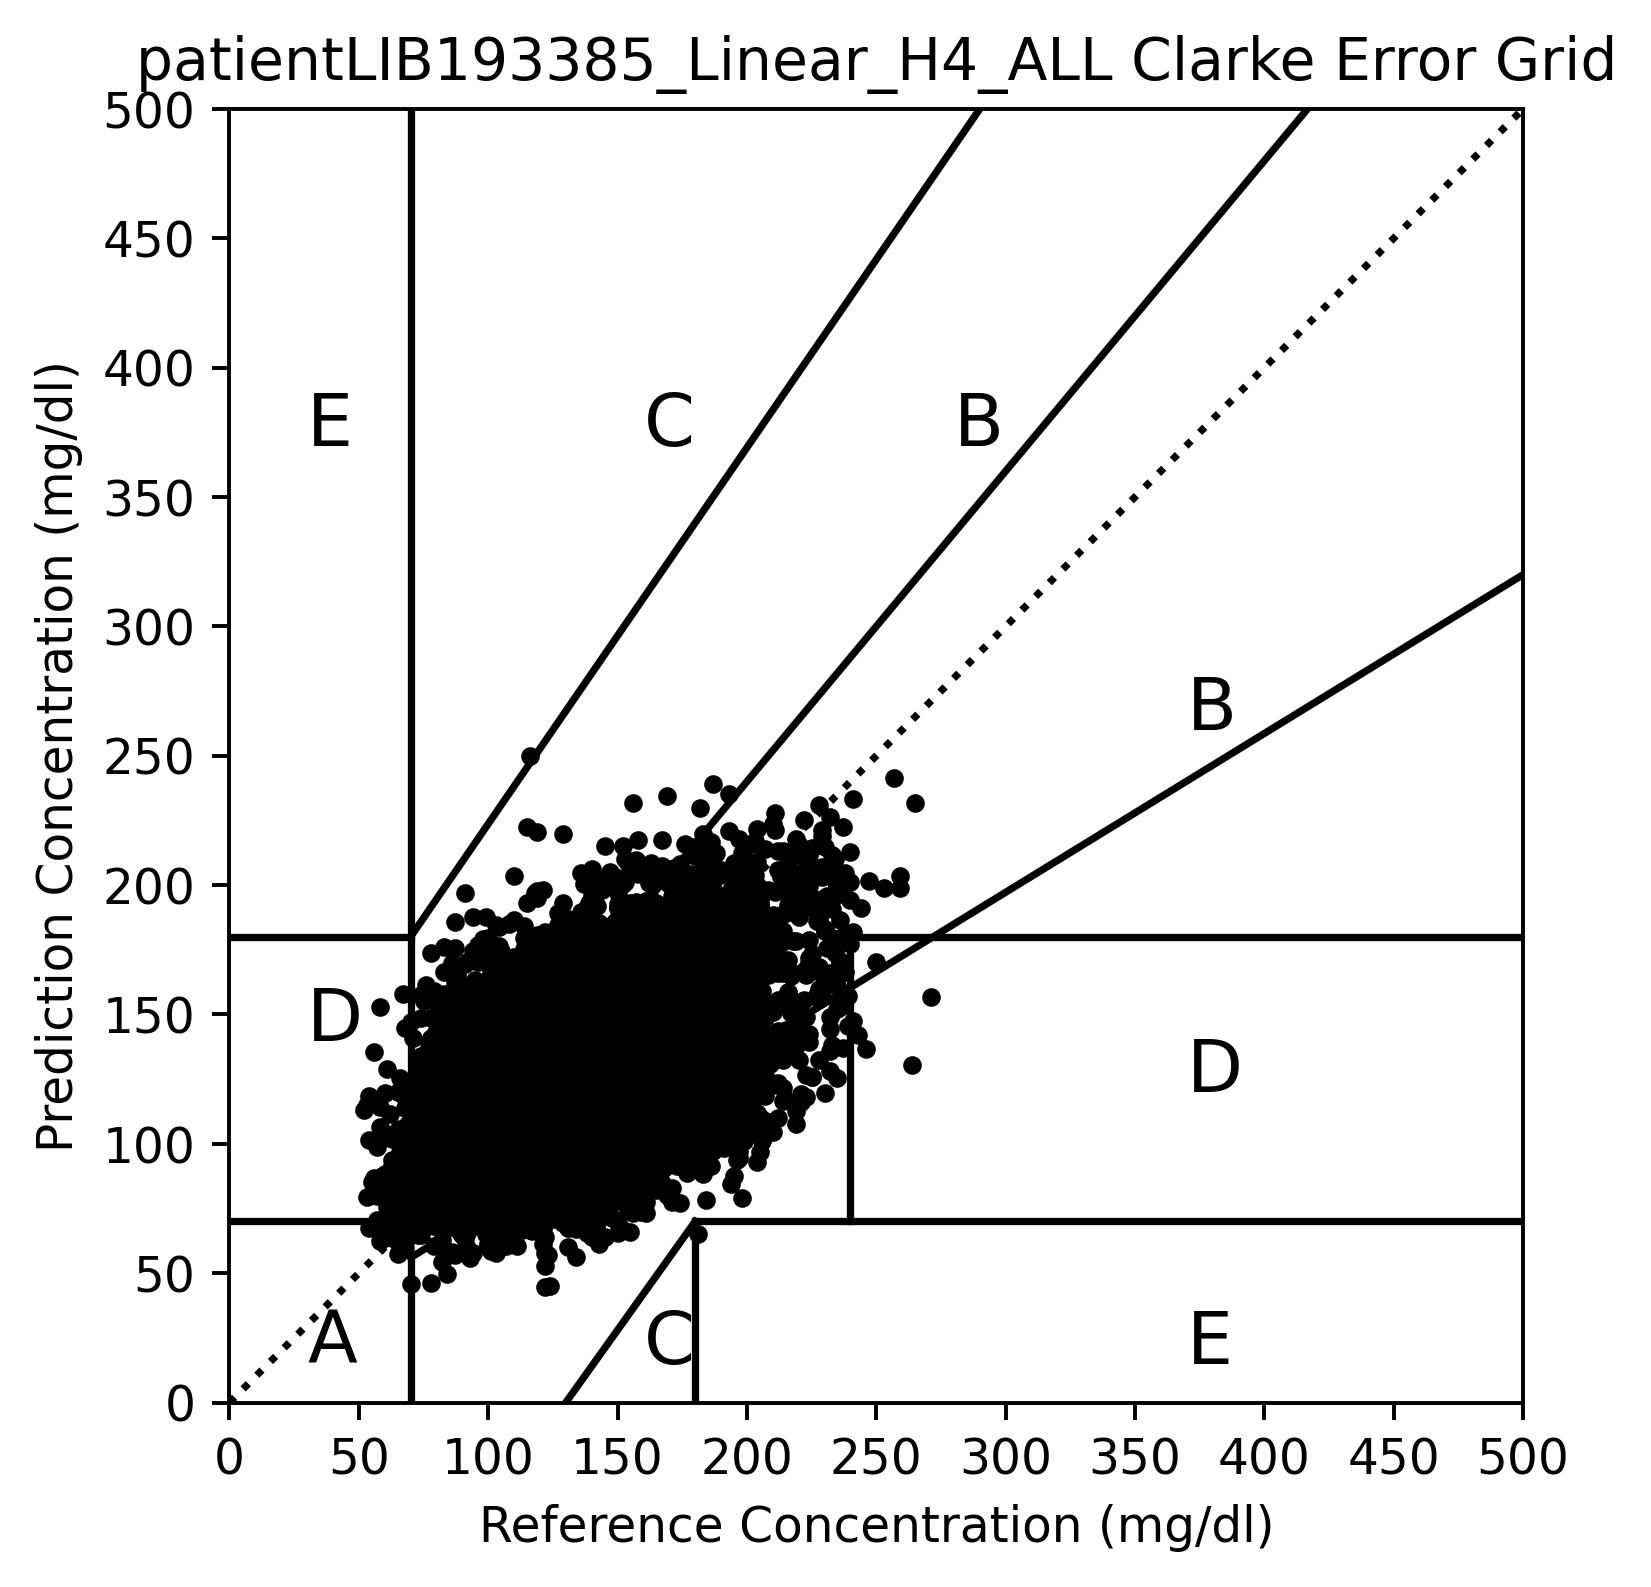 patientLIB193385_Linear_H4_ALL Clarke Error Grid
500
450
400
350
300
250
200
150
100
50
0
Prediction Concentration (mg/dl)
E C B
B
D D
A C E
0 50 100 150 200 250 300 350 400 450 500
Reference Concentration (mg/dl)